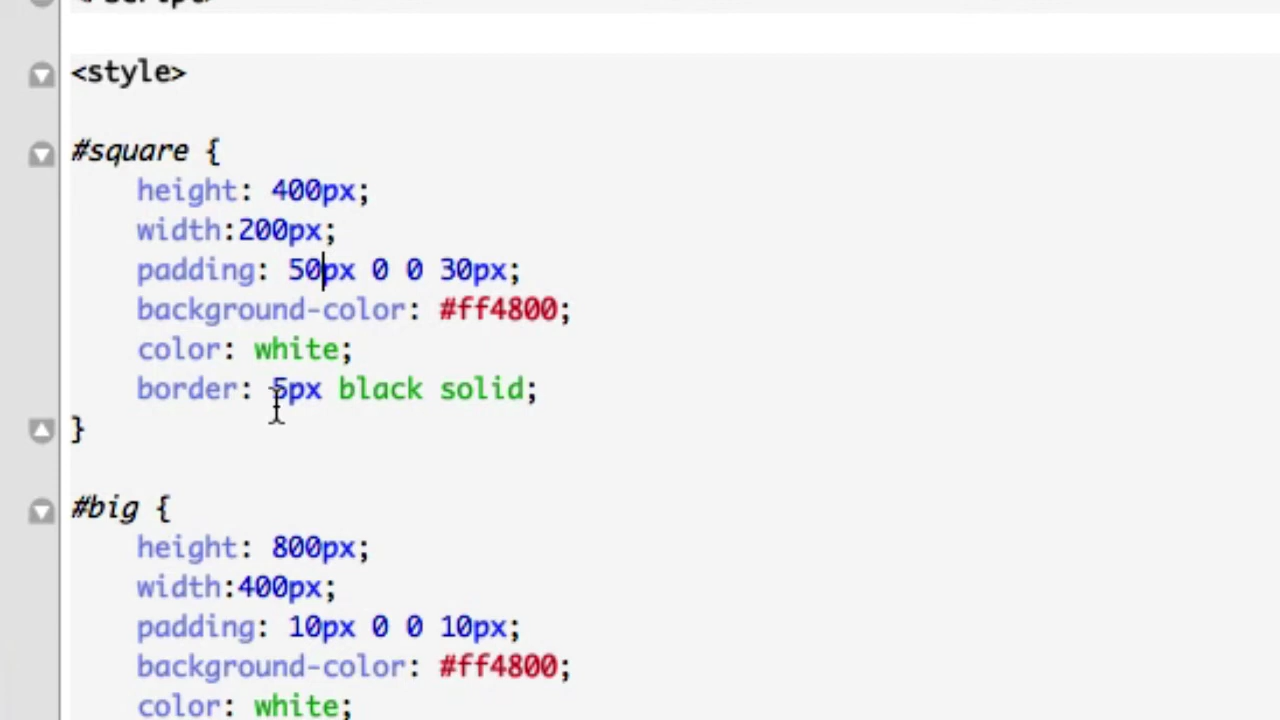 <style>
#square {
height: 400px;
width:200px;
padding: 50px 0 0 30px;
background-color: #ff4800;
color: white;
border: 5px black solid;
}
#big {
height: 800px;
width:400px;
padding: 10px 0 0 10px;
background-color: #ff4800;
color: white;